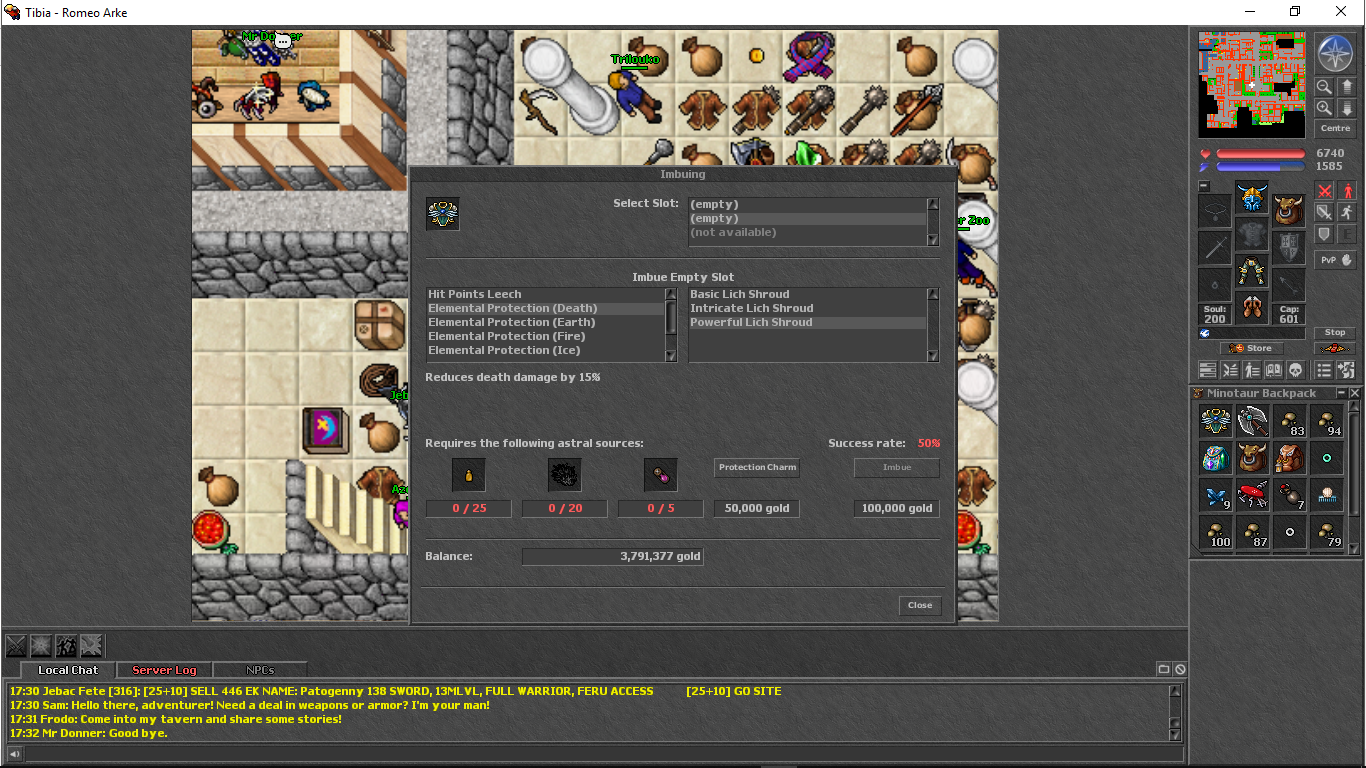 Tibia - Romeo Arke
Mr Donner
Trilouko
Centre
6740
1585
Imbuing
Select Slot:
(empty)
(empty)
(not available)
Imbue Empty Slot
Hit Points Leech
Elemental Protection (Death)
Elemental Protection (Earth)
Elemental Protection (Fire)
Elemental Protection (Ice)
Basic Lich Shroud
Intricate Lich Shroud
Powerful Lich Shroud
Reduces death damage by 15%
Requires the following astral sources:
Success rate: 50%
Protection Charm
Imbue
0 / 25
0 / 20
0 / 5
50,000 gold
100,000 gold
Balance:
3,791,377 gold
Close
PvP
Soul:
200
Cap:
601
Stop
Store
Minotaur Backpack
83
94
9
7
100
87
79
Local Chat
Server Log
NPCs
17:30 Jebac Fete [316]: [25+10] SELL 446 EK NAME: Patogenny 138 SWORD, 13MLVL, FULL WARRIOR, FERU ACCESS [25+10] GO SITE
17:30 Sam: Hello there, adventurer! Need a deal in weapons or armor? I'm your man!
17:31 Frodo: Come into my tavern and share some stories!
17:32 Mr Donner: Good bye.